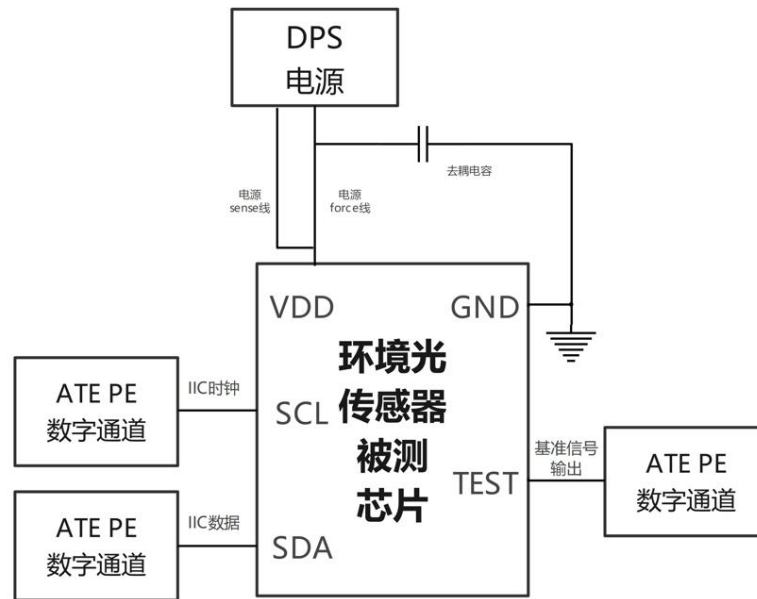 DPS
电源
去耦电容
电源
sense线
电源
force线
VDD
GND
环境光
传感器
被测
芯片
ATE PE
数字通道
IIC时钟
SCL
基准信号
输出
TEST
ATE PE
数字通道
ATE PE
数字通道
IIC数据
SDA